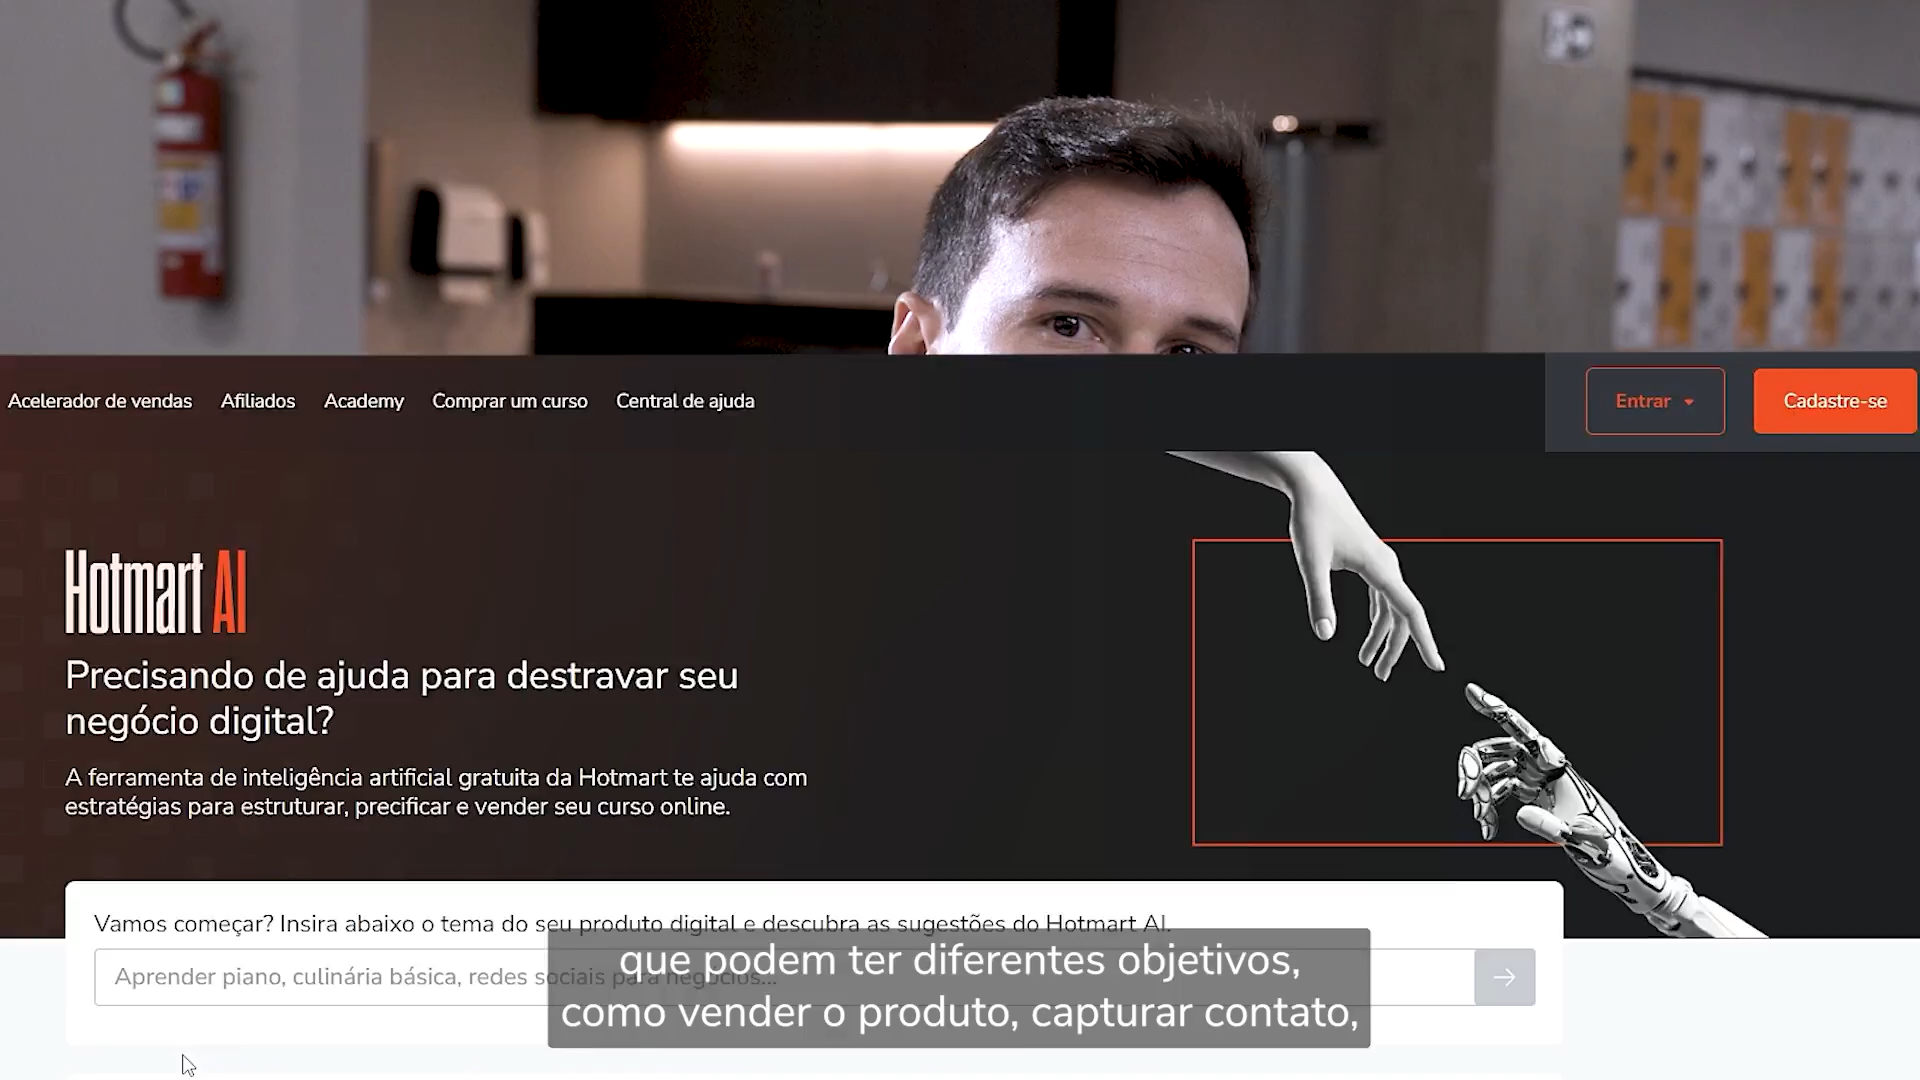 Acelerador de vendas Afiliados Academy Comprar um curso Central de ajuda Entrar Cadastre-se
Hotmart AI
Precisando de ajuda para destravar seu
negócio digital?
A ferramenta de inteligência artificial gratuita da Hotmart te ajuda com
estratégias para estruturar, precificar e vender seu curso online.
Vamos começar? Insira abaixo o tema do seu produto digital e descubra as sugestões do Hotmart AI.
Aprender piano, culinária básica, redes sociais para negócios...
que podem ter diferentes objetivos,
como vender o produto, capturar contato,